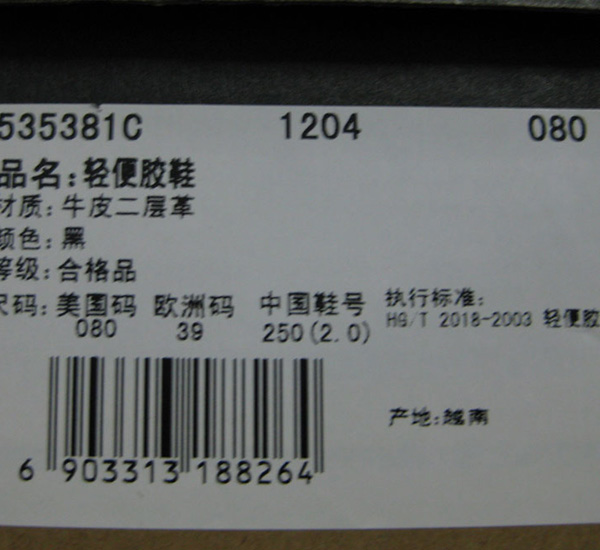 535381C 1204 080
品名:轻便胶鞋
材质:牛皮二层革
颜色:黑
等级:合格品
尺码:美国码 欧洲码 中国鞋号 执行标准:
080 39 250(2.0) HG/T 2018-2003 轻便胶
产地:越南
6 903313 188264